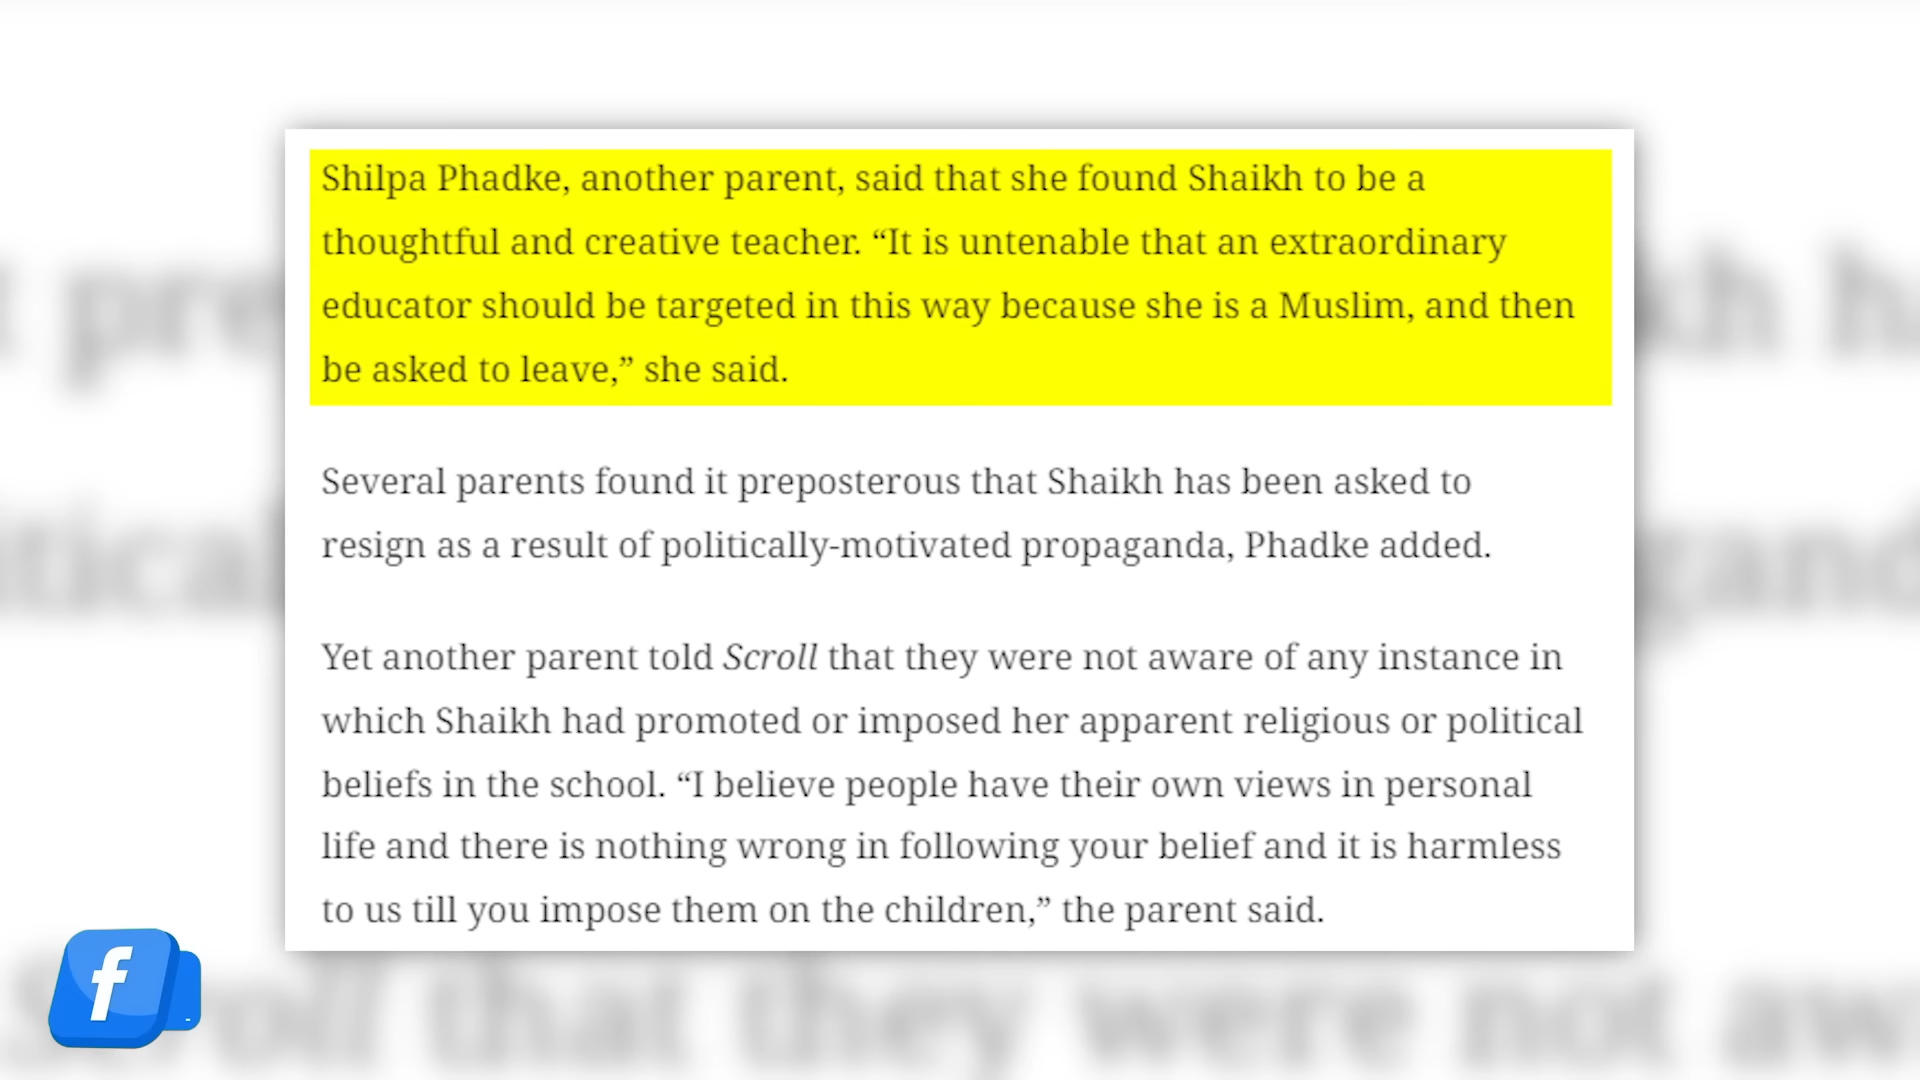 Shilpa Phadke, another parent, said that she found Shaikh to be a
thoughtful and creative teacher. “It is untenable that an extraordinary
educator should be targeted in this way because she is a Muslim, and then
be asked to leave,” she said.
Several parents found it preposterous that Shaikh has been asked to
resign as a result of politically-motivated propaganda, Phadke added.
Yet another parent told Scroll that they were not aware of any instance in
which Shaikh had promoted or imposed her apparent religious or political
beliefs in the school. “I believe people have their own views in personal
life and there is nothing wrong in following your belief and it is harmless
to us till you impose them on the children,” the parent said.
f